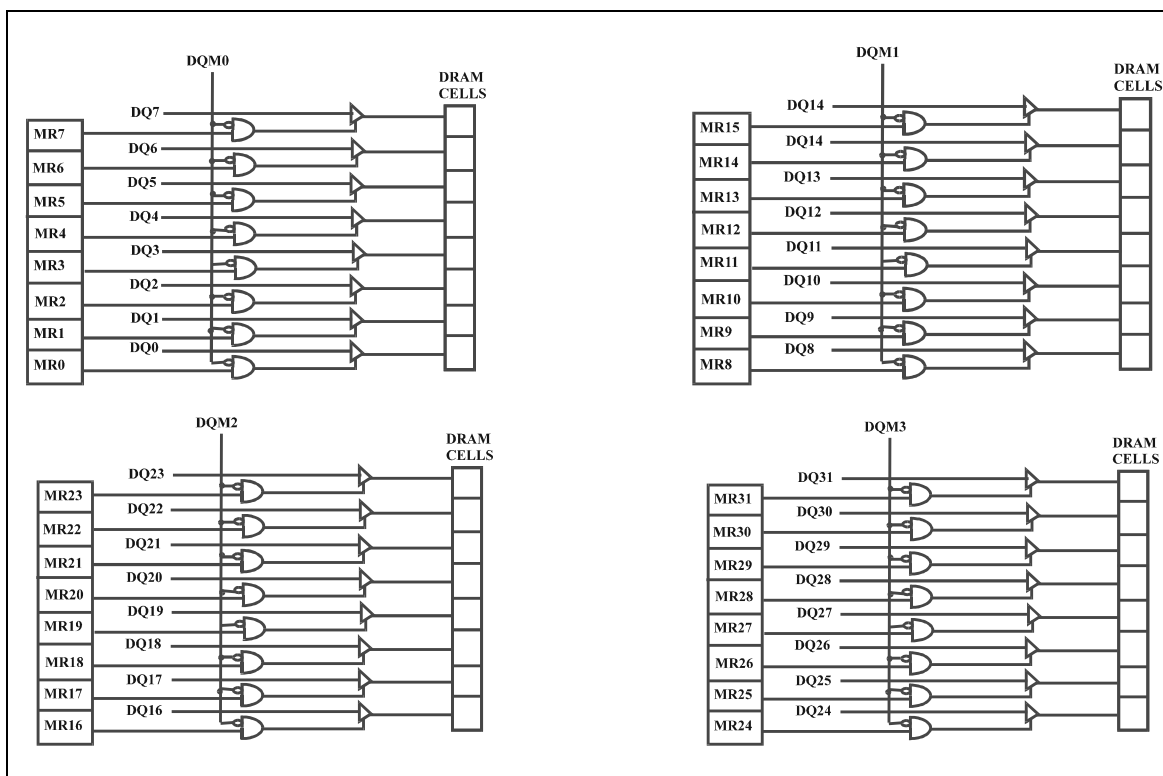 DQM0
DRAM
CELLS
DQ7
MR7
DQ6
MR6
DQ5
MR5
DQ4
MR4
DQ3
MR3
DQ2
MR2
DQ1
MR1
DQ0
MR0
DQM1
DRAM
CELLS
DQ14
MR15
DQ14
MR14
DQ13
MR13
DQ12
MR12
DQ11
MR11
DQ10
MR10
DQ9
MR9
DQ8
MR8
DQM2
DRAM
CELLS
DQ23
MR23
DQ22
MR22
DQ21
MR21
DQ20
MR20
DQ19
MR19
DQ18
MR18
DQ17
MR17
DQ16
MR16
DQM3
DRAM
CELLS
DQ31
MR31
DQ30
MR30
DQ29
MR29
DQ28
MR28
DQ27
MR27
DQ26
MR26
DQ25
MR25
DQ24
MR24